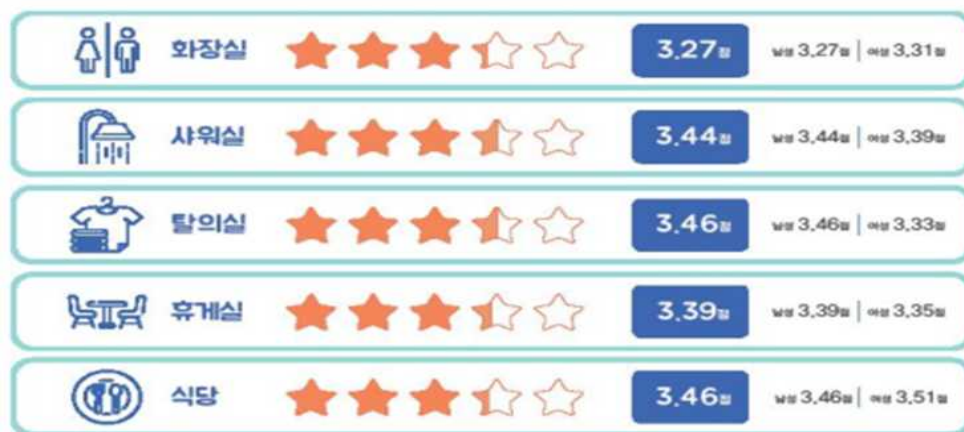 화장실 3.27점 남성 3.27점 | 여성 3.31점
샤워실 3.44점 남성 3.44점 | 여성 3.39점
탈의실 3.46점 남성 3.46점 | 여성 3.33점
휴게실 3.39점 남성 3.39점 | 여성 3.35점
식당 3.46점 남성 3.46점 | 여성 3.51점